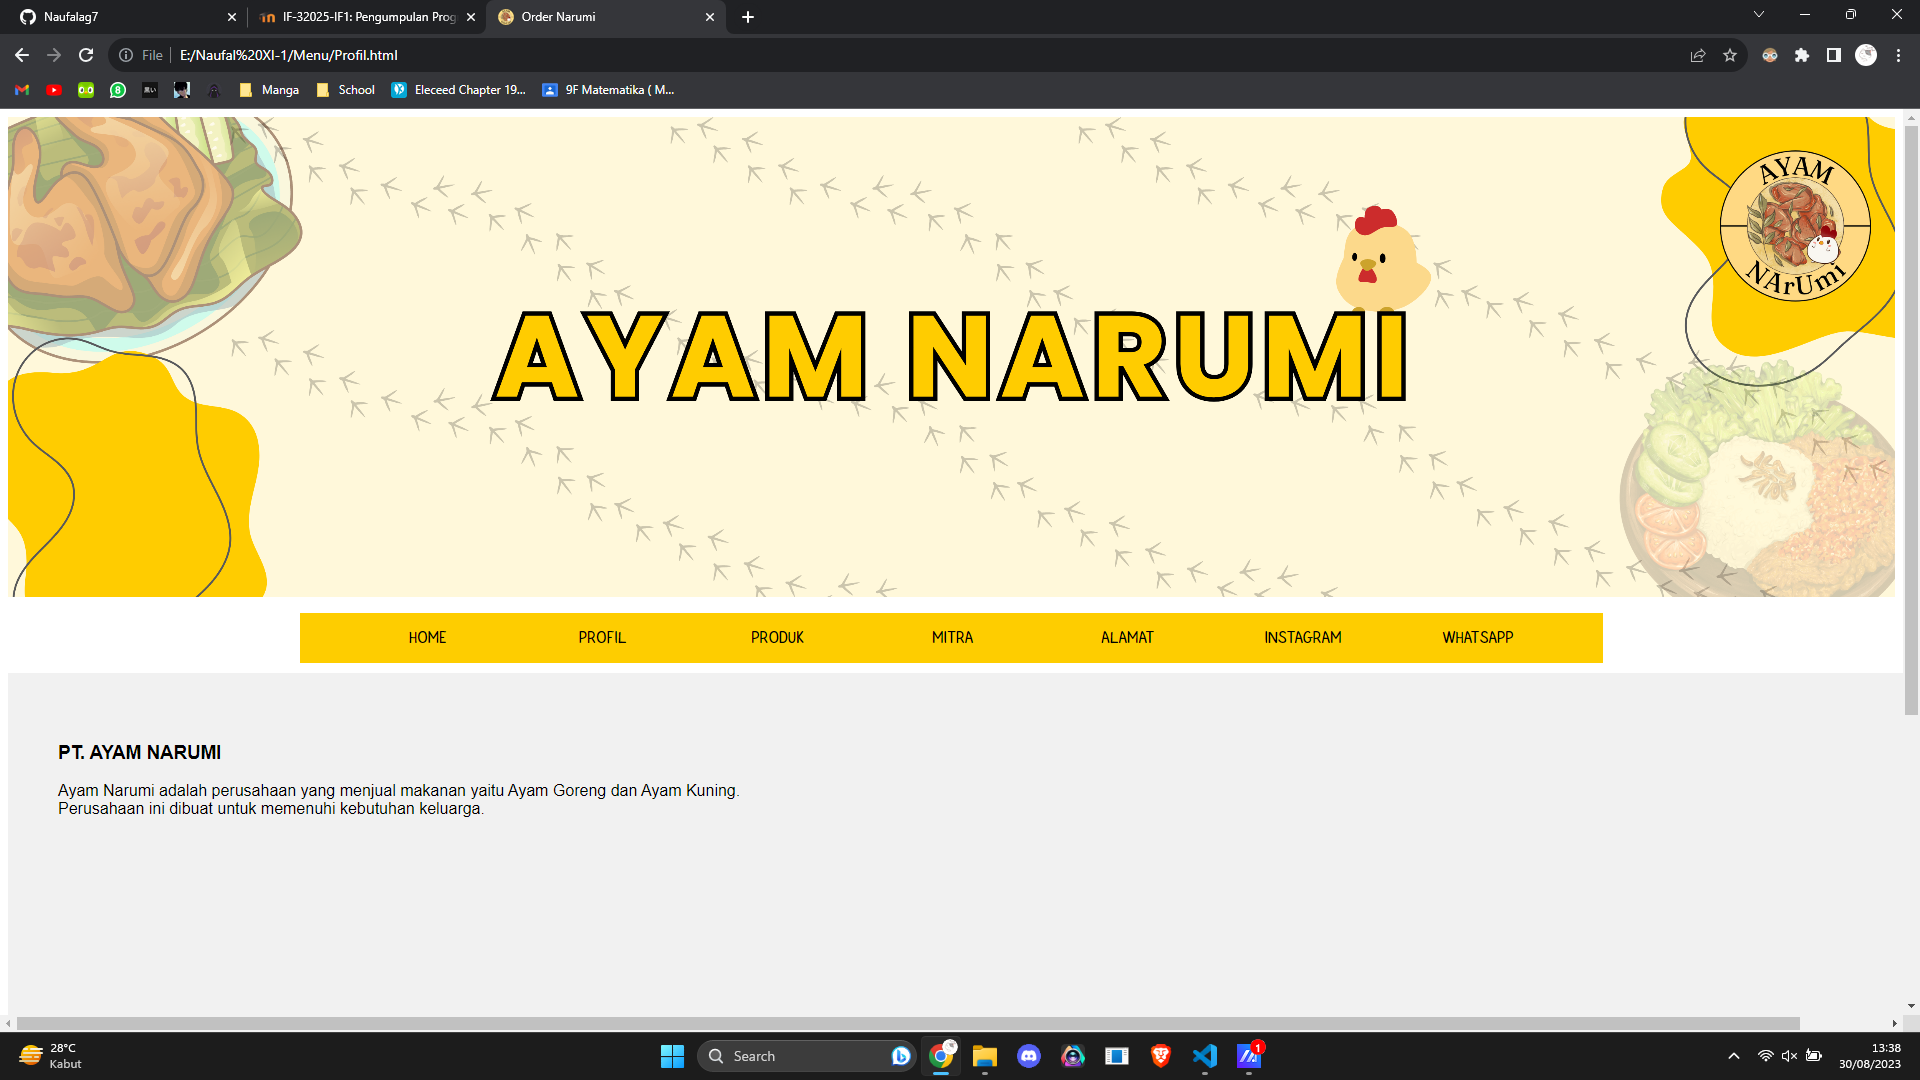 Naufalag7
IF-32025-IF1: Pengumpulan Prog
Order Narumi
File
E:/Naufal%20XI-1/Menu/Profil.html
Manga
School
Eleceed Chapter 19...
9F Matematika ( M...
AYAM
NArUmi
AYAM NARUMI
HOME
PROFIL
PRODUK
MITRA
ALAMAT
INSTAGRAM
WHATSAPP
PT. AYAM NARUMI
Ayam Narumi adalah perusahaan yang menjual makanan yaitu Ayam Goreng dan Ayam Kuning.
Perusahaan ini dibuat untuk memenuhi kebutuhan keluarga.
28°C
Kabut
Search
1
13:38
30/08/2023